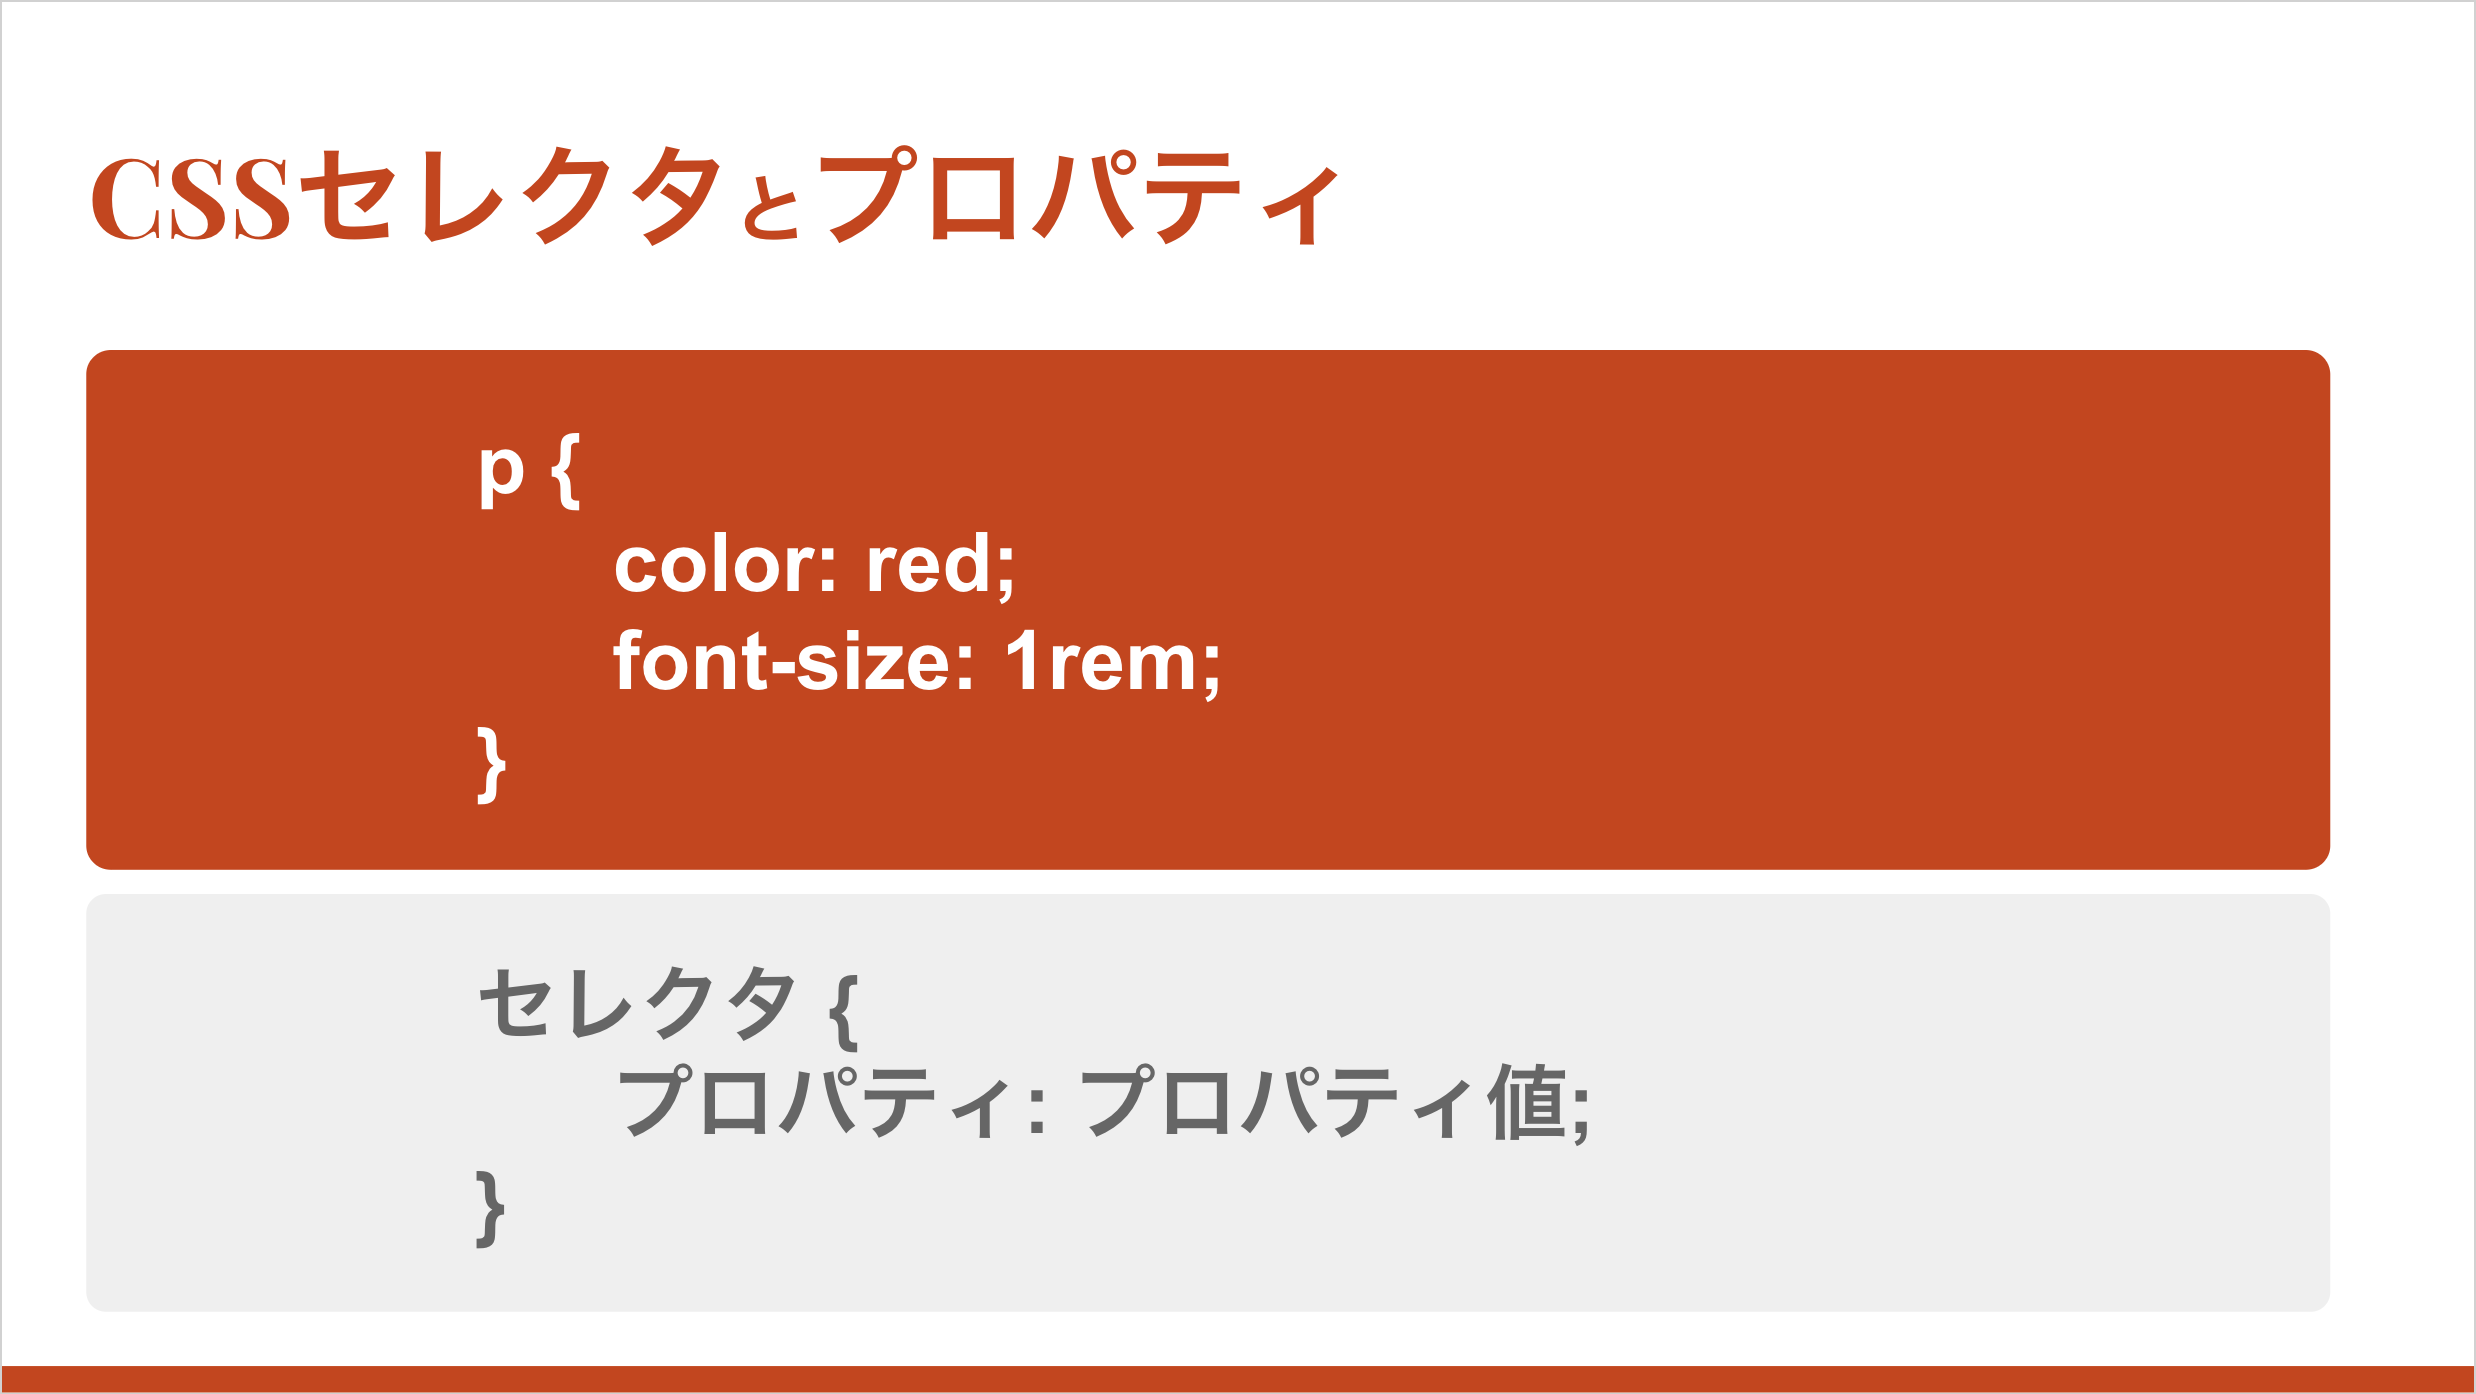 CSSセレクタとプロパティ
p {
color: red;
font-size: 1rem;
}
セレクタ {
プロパティ: プロパティ値;
}